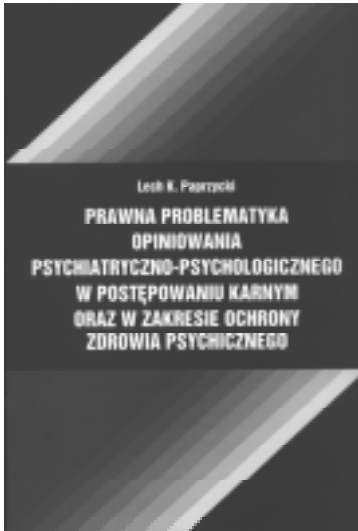 Lech K. Paprzycki
PRAWNA PROBLEMATYKA
OPINIOWANIA
PSYCHIATRYCZNO-PSYCHOLOGICZNEGO
W POSTĘPOWANIU KARNYM
ORAZ W ZAKRESIE OCHRONY
ZDROWIA PSYCHICZNEGO